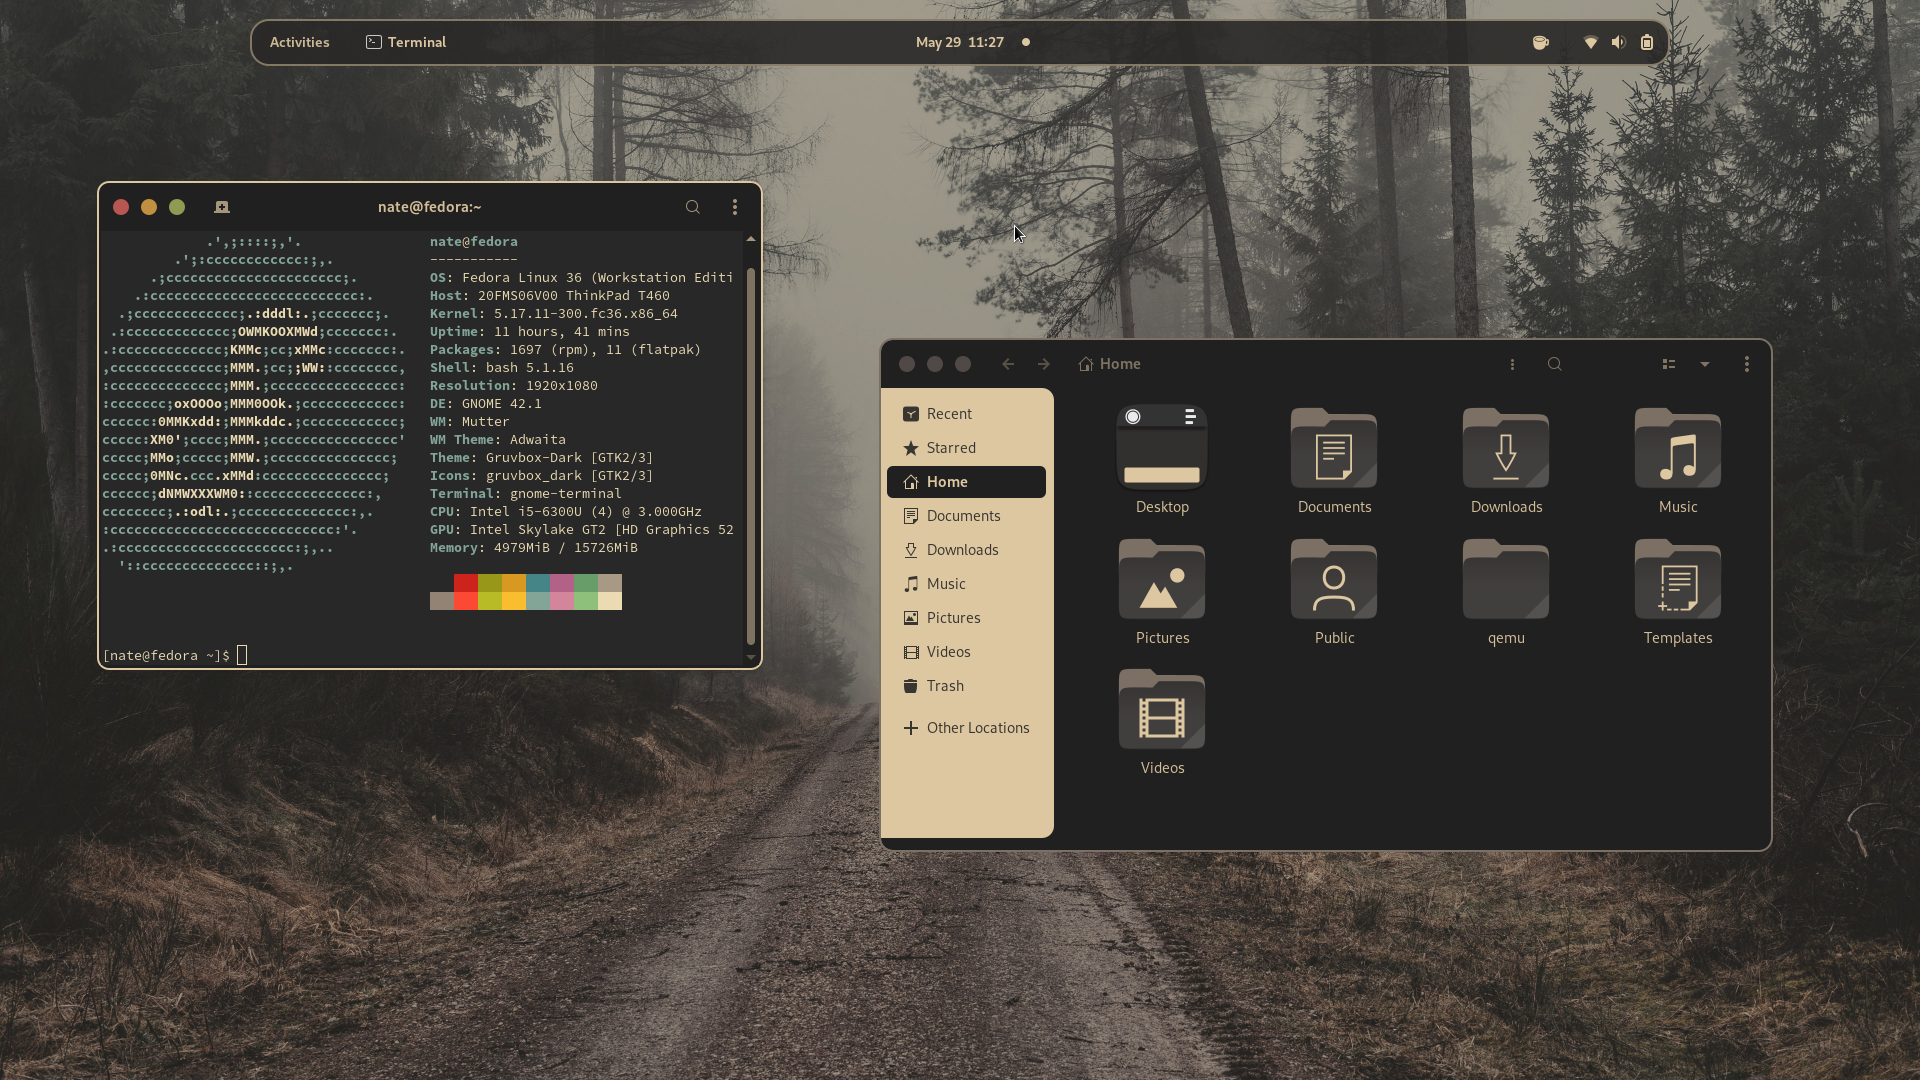 Activities
Terminal
May 29 11:27
nate@fedora:~
.',;::::;,'.
.';:cccccccccccc:;,.
.;cccccccccccccccccccccc;.
.:cccccccccccccccccccccccccc:.
.;ccccccccccccc;.:dddl:.;ccccccc;.
.:ccccccccccccc;OWMKOOXMWd;ccccccc:.
.:ccccccccccccc;KMMc;cc;xMMc:ccccccc:.
,cccccccccccccc;MMM.;cc;;WW::cccccccc,
:cccccccccccccc;MMM.;cccccccccccccccc:
:ccccccc;oxOOOo;MMM0OOk.;cccccccccccc:
cccccc:0MMKxdd:;MMMkddc.;cccccccccccc;
ccccc:XM0';cccc;MMM.;cccccccccccccccc'
ccccc;MMo;ccccc;MMW.;ccccccccccccccc;
ccccc;0MNc.ccc.xMMd:ccccccccccccccc;
cccccc;dNMWXXXWM0::cccccccccccccc:,
cccccccc;.:odl:.;cccccccccccccc:,.
:cccccccccccccccccccccccccccc:'.
.:cccccccccccccccccccccc:;,..
'::cccccccccccccc::;,.
nate@fedora
-----------
OS: Fedora Linux 36 (Workstation Editi
Host: 20FMS06V00 ThinkPad T460
Kernel: 5.17.11-300.fc36.x86_64
Uptime: 11 hours, 41 mins
Packages: 1697 (rpm), 11 (flatpak)
Shell: bash 5.1.16
Resolution: 1920x1080
DE: GNOME 42.1
WM: Mutter
WM Theme: Adwaita
Theme: Gruvbox-Dark [GTK2/3]
Icons: gruvbox_dark [GTK2/3]
Terminal: gnome-terminal
CPU: Intel i5-6300U (4) @ 3.000GHz
GPU: Intel Skylake GT2 [HD Graphics 52
Memory: 4979MiB / 15726MiB
[nate@fedora ~]$
Home
Recent
Starred
Home
Documents
Downloads
Music
Pictures
Videos
Trash
Other Locations
Desktop
Documents
Downloads
Music
Pictures
Public
qemu
Templates
Videos